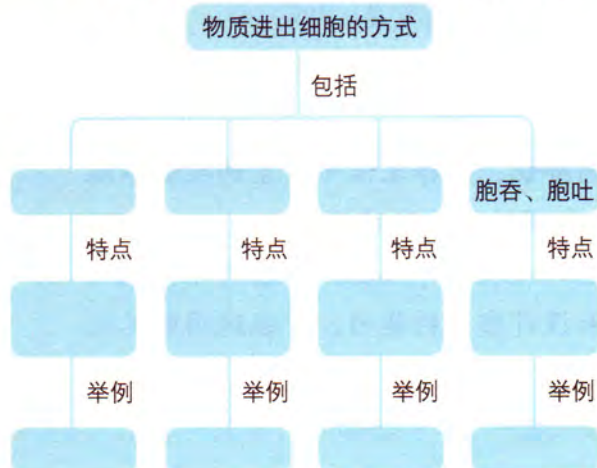 物质进出细胞的方式
包括
胞吞、胞吐
特点 特点 特点 特点
举例 举例 举例 举例